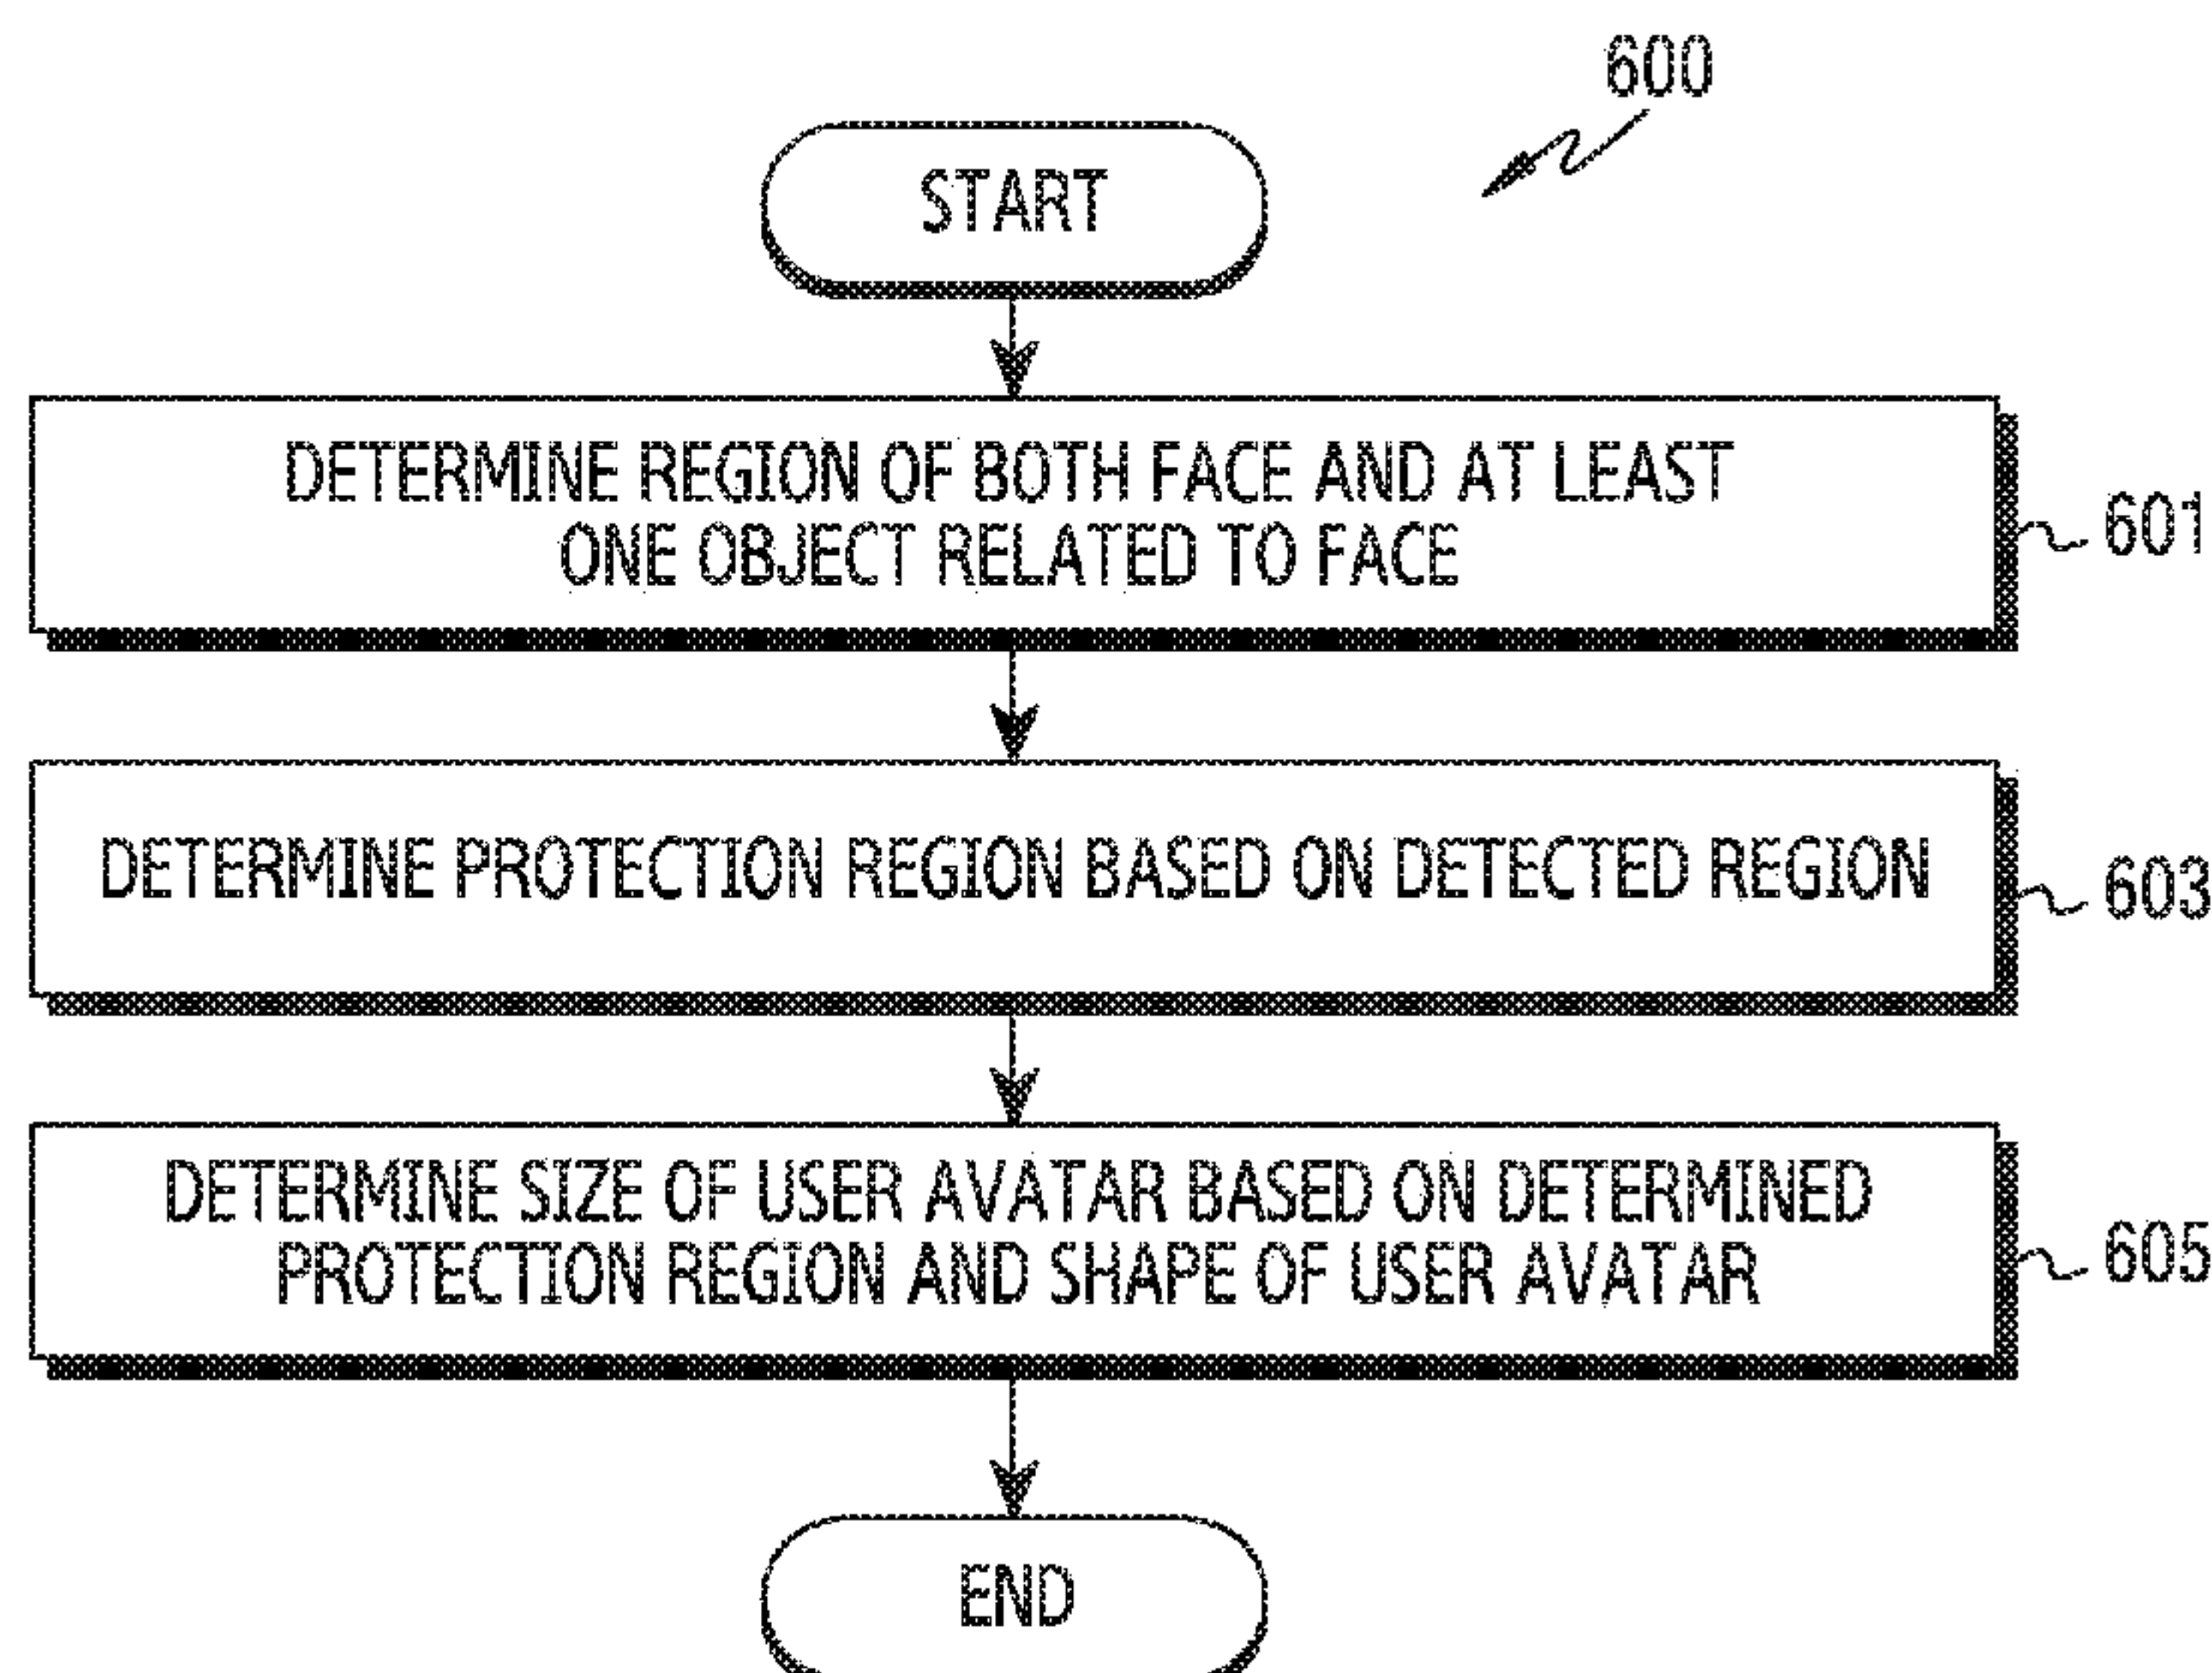 600
START
DETERMINE REGION OF BOTH FACE AND AT LEAST
ONE OBJECT RELATED TO FACE
601
DETERMINE PROTECTION REGION BASED ON DETECTED REGION
603
DETERMINE SIZE OF USER AVATAR BASED ON DETERMINED
PROTECTION REGION AND SHAPE OF USER AVATAR
605
END